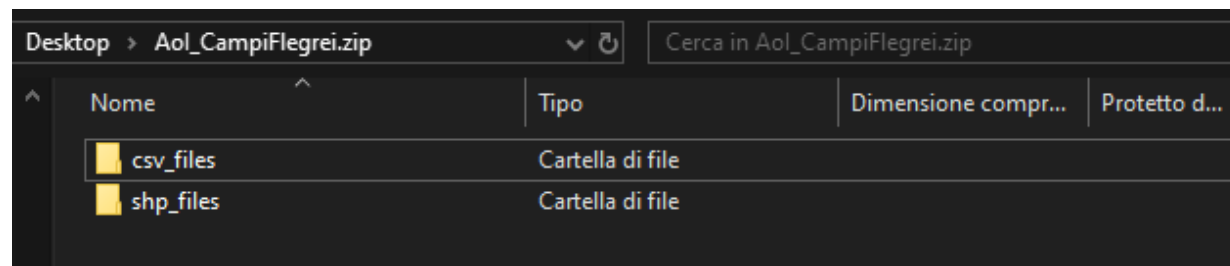 Desktop > AoI_CampiFlegrei.zip Cerca in AoI_CampiFlegrei.zip
Nome Tipo Dimensione compr... Protetto d...
csv_files Cartella di file
shp_files Cartella di file